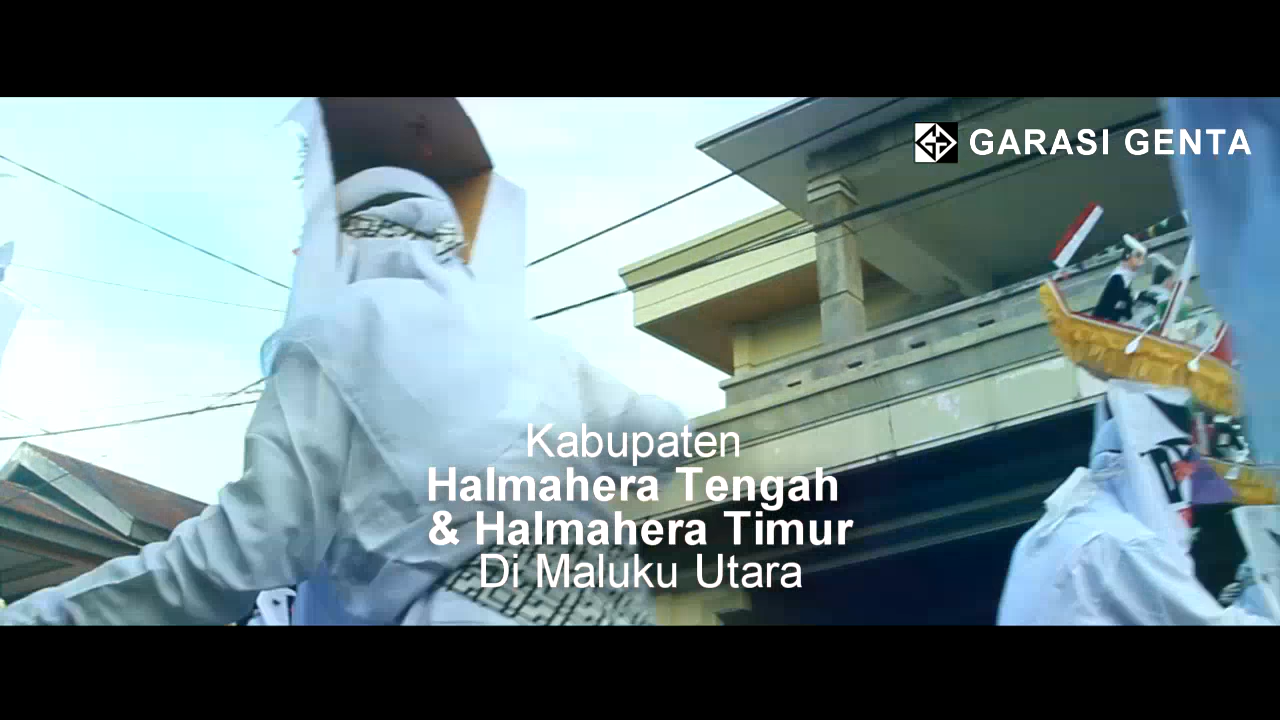 GARASI GENTA
Kabupaten
Halmahera Tengah
& Halmahera Timur
Di Maluku Utara